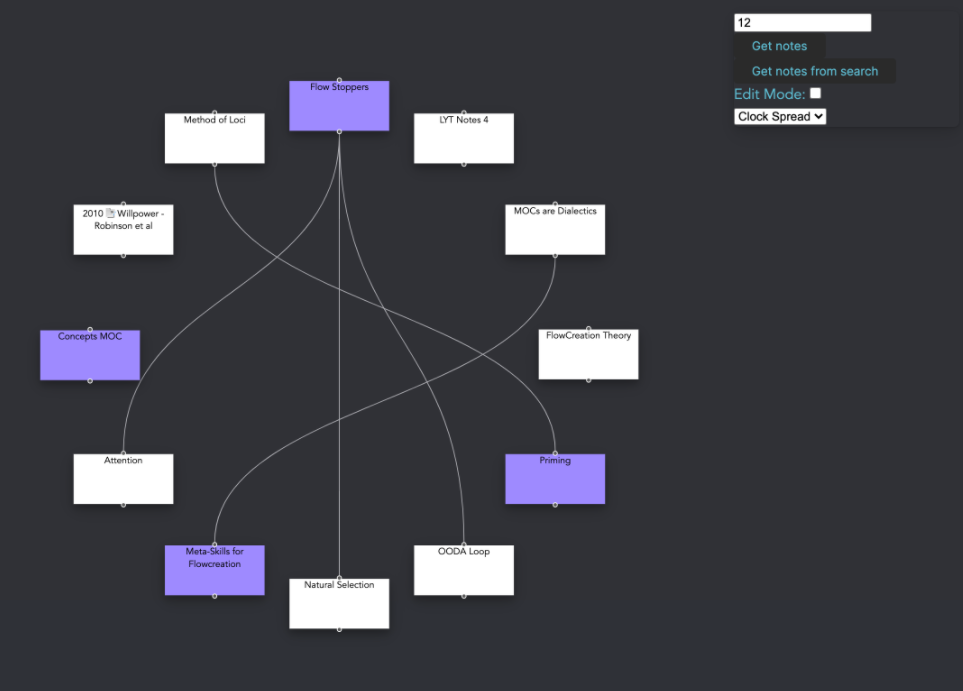 12
Get notes
Get notes from search
Edit Mode:
Clock Spread
Flow Stoppers
Method of Loci
LYT Notes 4
2010 📄 Willpower -
Robinson et al
MOCs are Dialectics
Concepts MOC
FlowCreation Theory
Attention
Priming
Meta-Skills for
Flowcreation
OODA Loop
Natural Selection